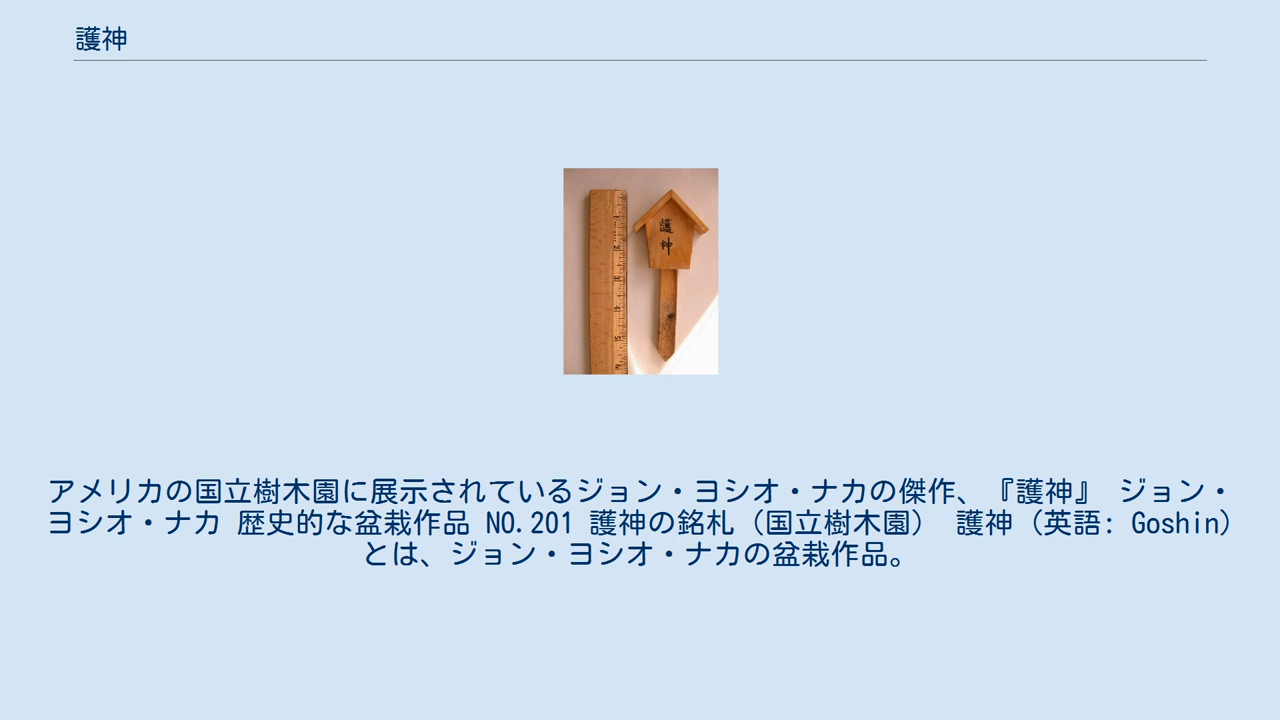 護神
護
神
アメリカの国立樹木園に展示されているジョン・ヨシオ・ナカの傑作、『護神』 ジョン・
ヨシオ・ナカ 歴史的な盆栽作品 NO.201 護神の銘札（国立樹木園） 護神（英語: Goshin）
とは、ジョン・ヨシオ・ナカの盆栽作品。